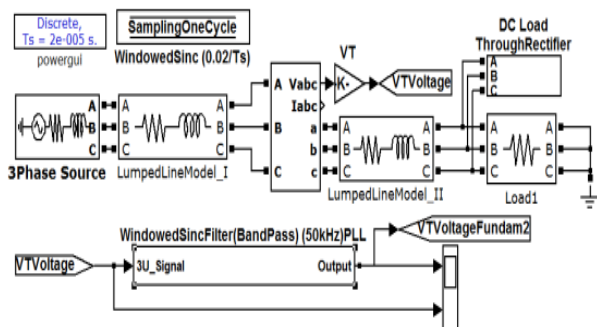 Discrete,
Ts = 2e-005 s.
powergui
SamplingOneCycle
WindowedSinc (0.02/Ts)
DC Load
ThroughRectifier
VT
A
B
C
A
B
C
A
B
C
A
B
C
Vabc
Iabc
a
b
c
K-
VTVoltage
A
B
C
A
B
C
A
B
C
A
B
C
A
B
C
3Phase Source
LumpedLineModel_I
LumpedLineModel_II
Load1
WindowedSincFilter(BandPass) (50kHz)PLL
VTVoltageFundam2
VTVoltage
3U_Signal
Output